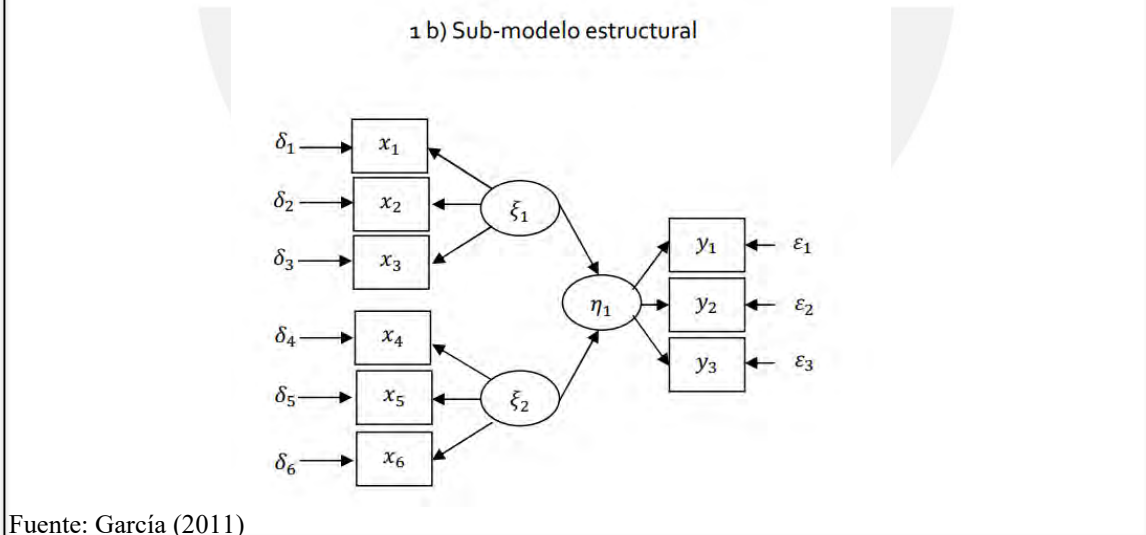 1 b) Sub-modelo estructural
δ₁ x₁
δ₂ x₂
ξ₁
δ₃ x₃
y₁ ε₁
η₁ y₂ ε₂
δ₄ x₄
y₃ ε₃
δ₅ x₅ ξ₂
δ₆ x₆
Fuente: García (2011)